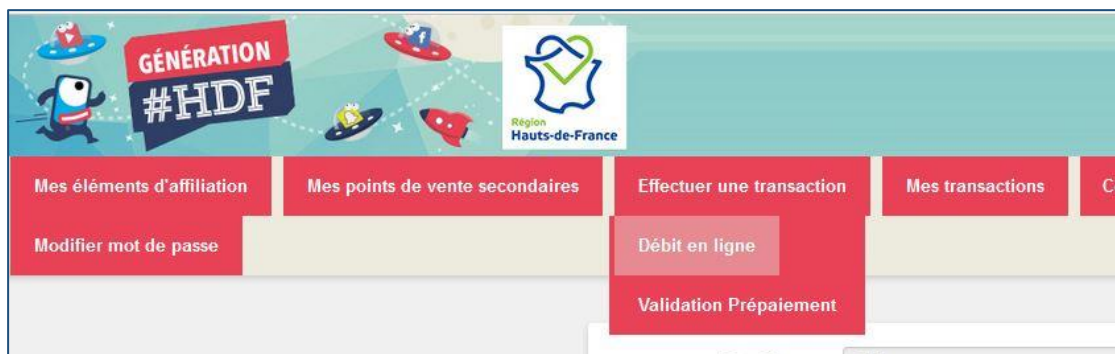 GÉNÉRATION
#HDF
Région
Hauts-de-France
Mes éléments d'affiliation
Mes points de vente secondaires
Effectuer une transaction
Mes transactions
Modifier mot de passe
Débit en ligne
Validation Prépaiement